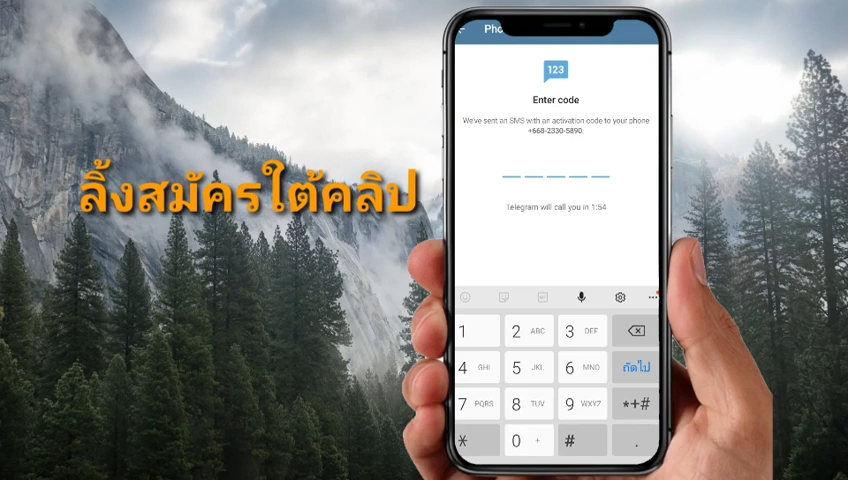 ลิ้งสมัครใต้คลิป
Pho
123
Enter code
We've sent an SMS with an activation code to your phone
+668-2330-5890.
Telegram will call you in 1:54
1
2 ABC
3 DEF
4 GHI
5 JKL
6 MNO
ถัดไป
7 PQRS
8 TUV
9 WXYZ
*+#
*
0 +
#
.